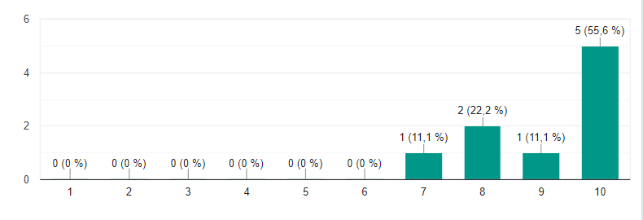 6
5 (55,6 %)
4
2 (22,2 %)
2
1 (11,1 %) 1 (11,1 %)
0 (0 %) 0 (0 %) 0 (0 %) 0 (0 %) 0 (0 %) 0 (0 %)
0
1 2 3 4 5 6 7 8 9 10